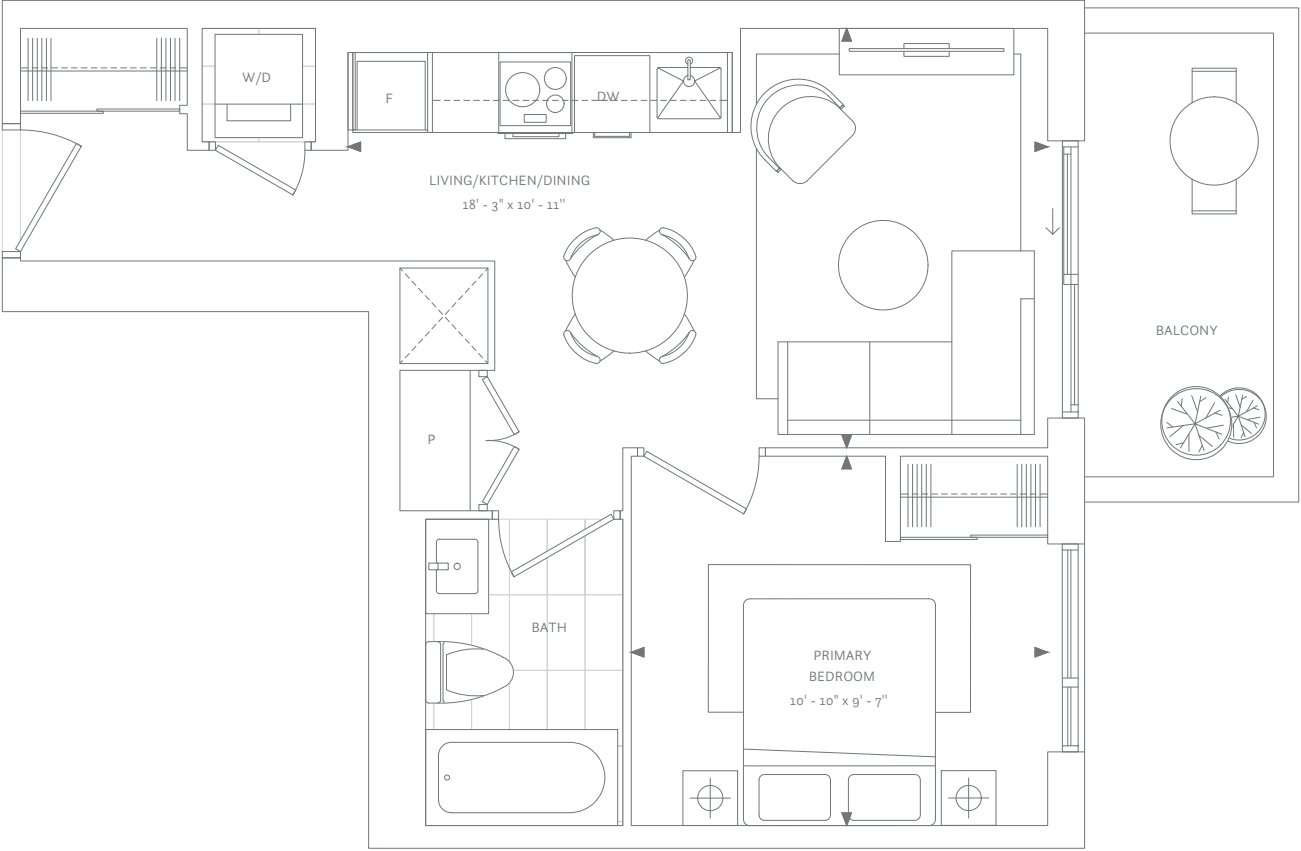 W/D
F
DW
LIVING/KITCHEN/DINING
18' - 3" x 10' - 11"
BALCONY
P
BATH
PRIMARY
BEDROOM
10' - 10" x 9' - 7"